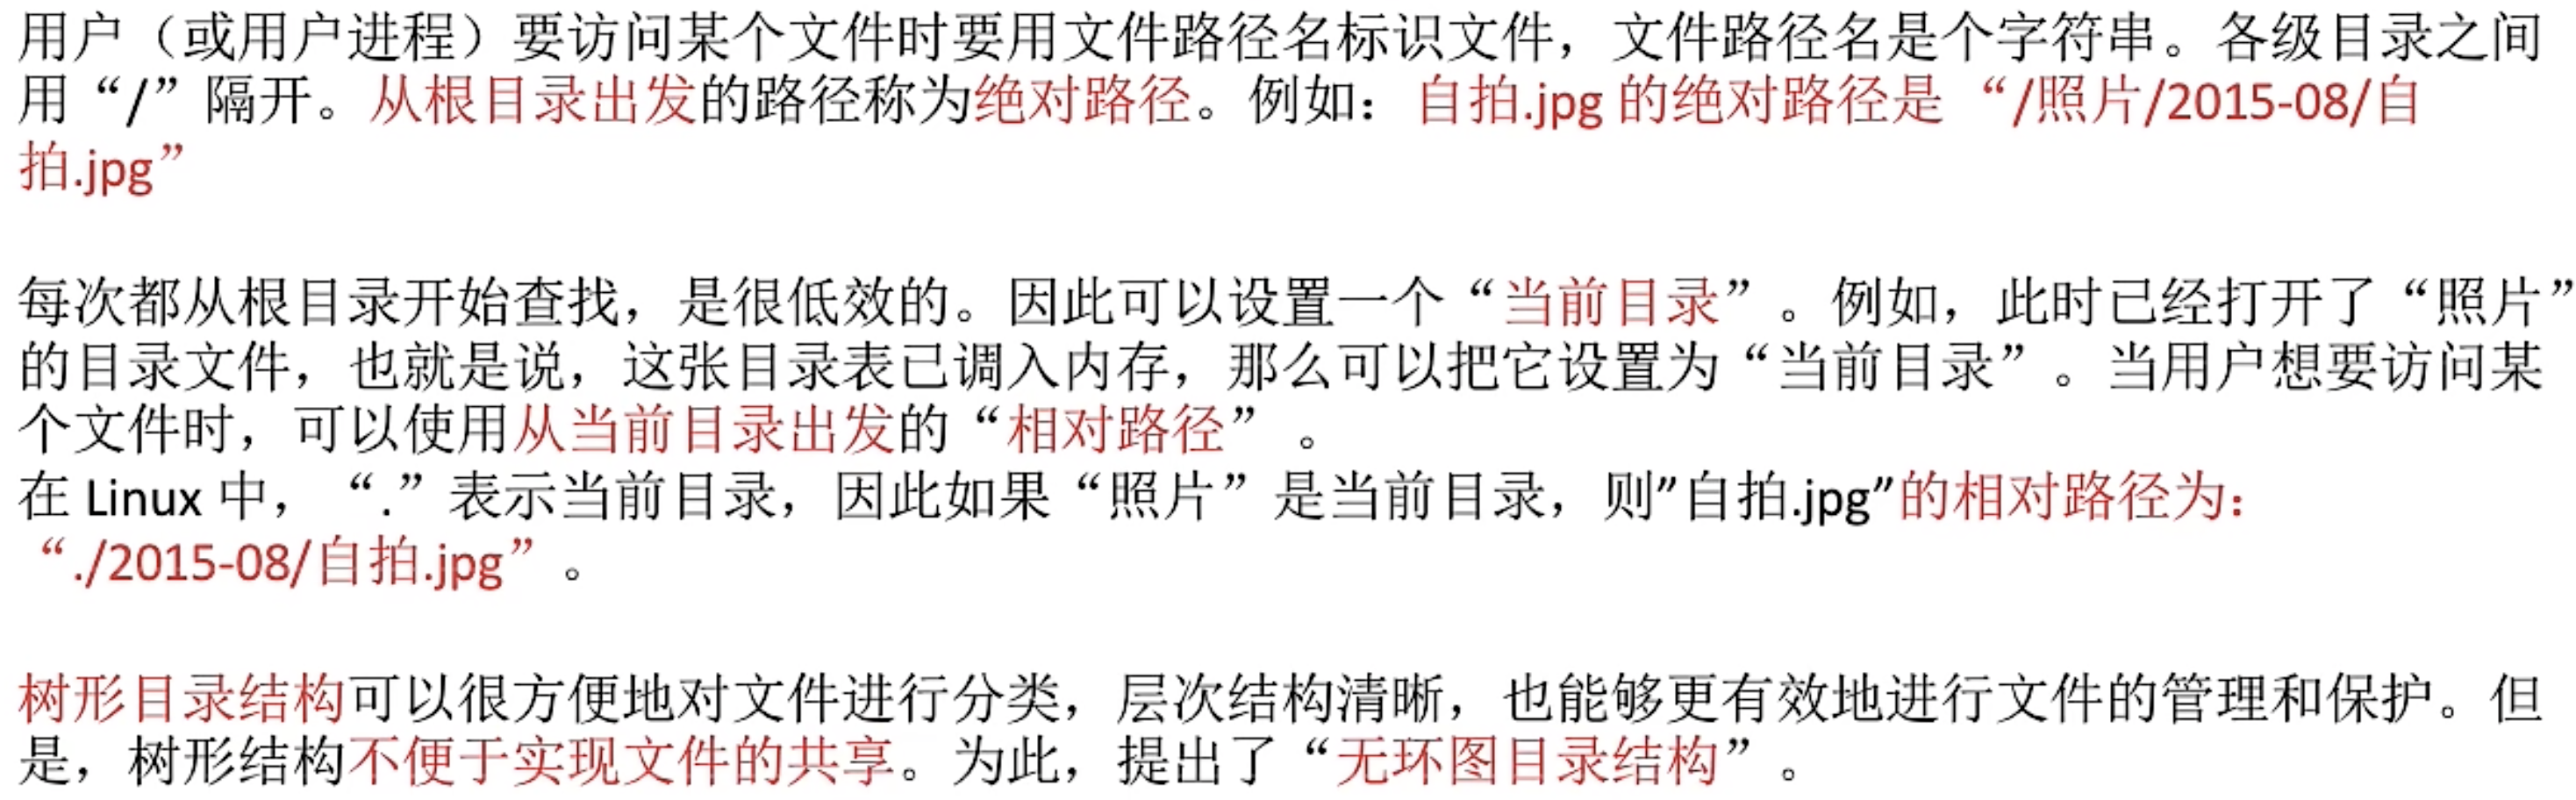 用户（或用户进程）要访问某个文件时要用文件路径名标识文件，文件路径名是个字符串。各级目录之间
用“/”隔开。从根目录出发的路径称为绝对路径。例如：自拍.jpg 的绝对路径是“/照片/2015-08/自
拍.jpg”
每次都从根目录开始查找，是很低效的。因此可以设置一个“当前目录”。例如，此时已经打开了“照片”
的目录文件，也就是说，这张目录表已调入内存，那么可以把它设置为“当前目录”。当用户想要访问某
个文件时，可以使用从当前目录出发的“相对路径”。
在 Linux 中，“.”表示当前目录，因此如果“照片”是当前目录，则”自拍.jpg”的相对路径为：
“./2015-08/自拍.jpg”。
树形目录结构可以很方便地对文件进行分类，层次结构清晰，也能够更有效地进行文件的管理和保护。但
是，树形结构不便于实现文件的共享。为此，提出了“无环图目录结构”。